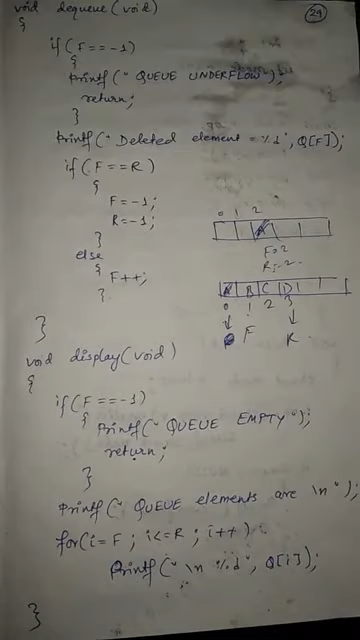 void dequeue(void)
24
{
if(F==-1)
{
Printf(" QUEUE UNDERFLOW");
return;
}
Printf(" Deleted element = %d", Q[F]);
if(F==R)
{
F=-1;
R=-1;
}
else
{
F++;
}
0 1 2
F=2
R=2
B C D
0 1 2 3
F R
}
void display(void)
{
if(F==-1)
{
Printf(" QUEUE EMPTY");
return;
}
Printf(" QUEUE elements are \n");
for(i=F; i<=R; i++)
Printf(" \n %d", Q[i]);
}